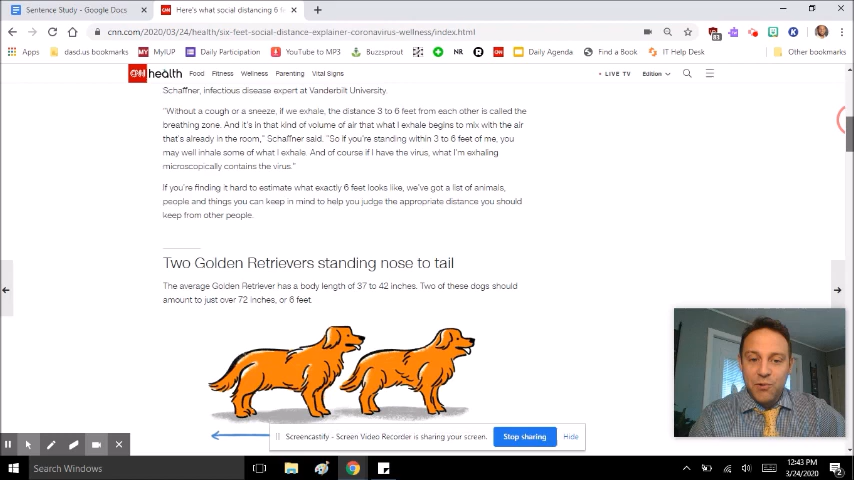 Sentence Study - Google Docs
Here's what social distancing 6 f
cnn.com/2020/03/24/health/six-feet-social-distance-explainer-coronavirus-wellness/index.html
Apps
dasd.us bookmarks
MyIUP
Daily Participation
YouTube to MP3
Buzzsprout
NR
Daily Agenda
Find a Book
IT Help Desk
Other bookmarks
CNN health
Food
Fitness
Wellness
Parenting
Vital Signs
LIVE TV
Edition
Schaffner, infectious disease expert at Vanderbilt University.
"Without a cough or a sneeze, if we exhale, the distance 3 to 6 feet from each other is called the
breathing zone. And it's in that kind of volume of air that what I exhale begins to mix with the air
that's already in the room," Schaffner said. "So if you're standing within 3 to 6 feet of me, you
may well inhale some of what I exhale. And of course if I have the virus, what I'm exhaling
microscopically contains the virus."
If you're finding it hard to estimate what exactly 6 feet looks like, we've got a list of animals,
people and things you can keep in mind to help you judge the appropriate distance you should
keep from other people.
Two Golden Retrievers standing nose to tail
The average Golden Retriever has a body length of 37 to 42 inches. Two of these dogs should
amount to just over 72 inches, or 6 feet.
Screencastify - Screen Video Recorder is sharing your screen.
Stop sharing
Hide
Search Windows
12:43 PM
3/24/2020
2